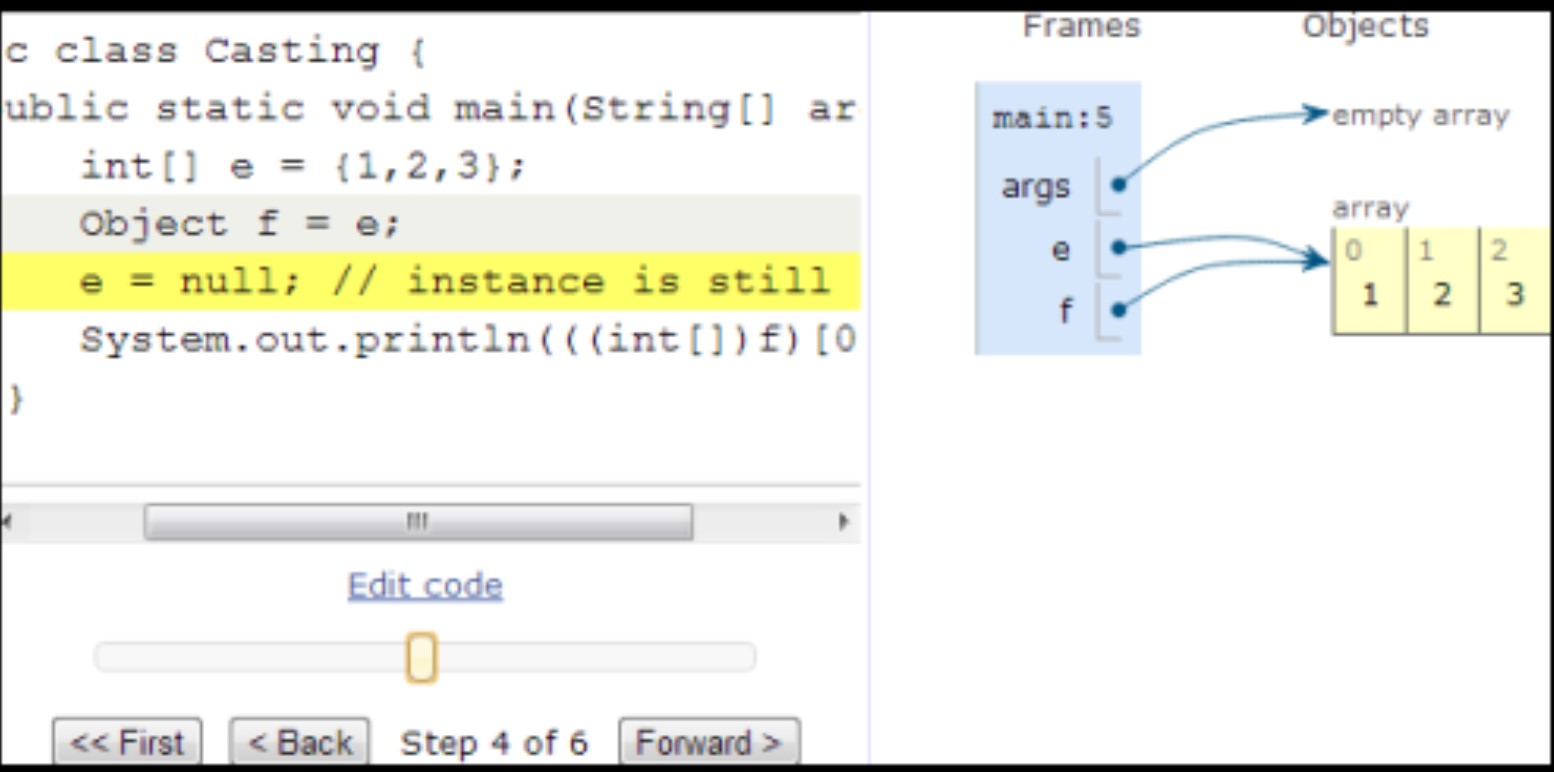 c class Casting {
ublic static void main(String[] ar
int[] e = {1,2,3};
Object f = e;
e = null; // instance is still
System.out.println(((int[])f)[0
}
Edit code
<< First < Back Step 4 of 6 Forward >
Frames Objects
main:5
args
e
f
empty array
array
0 1 2
1 2 3